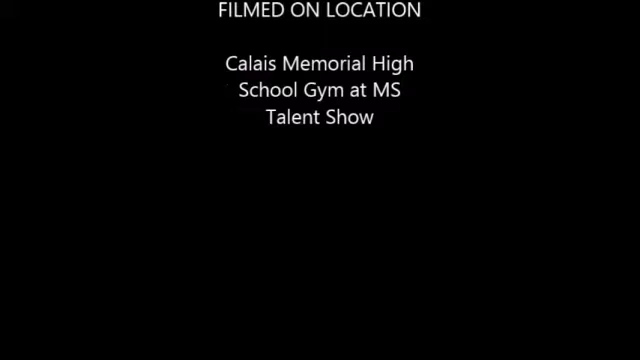 FILMED ON LOCATION
Calais Memorial High
School Gym at MS
Talent Show